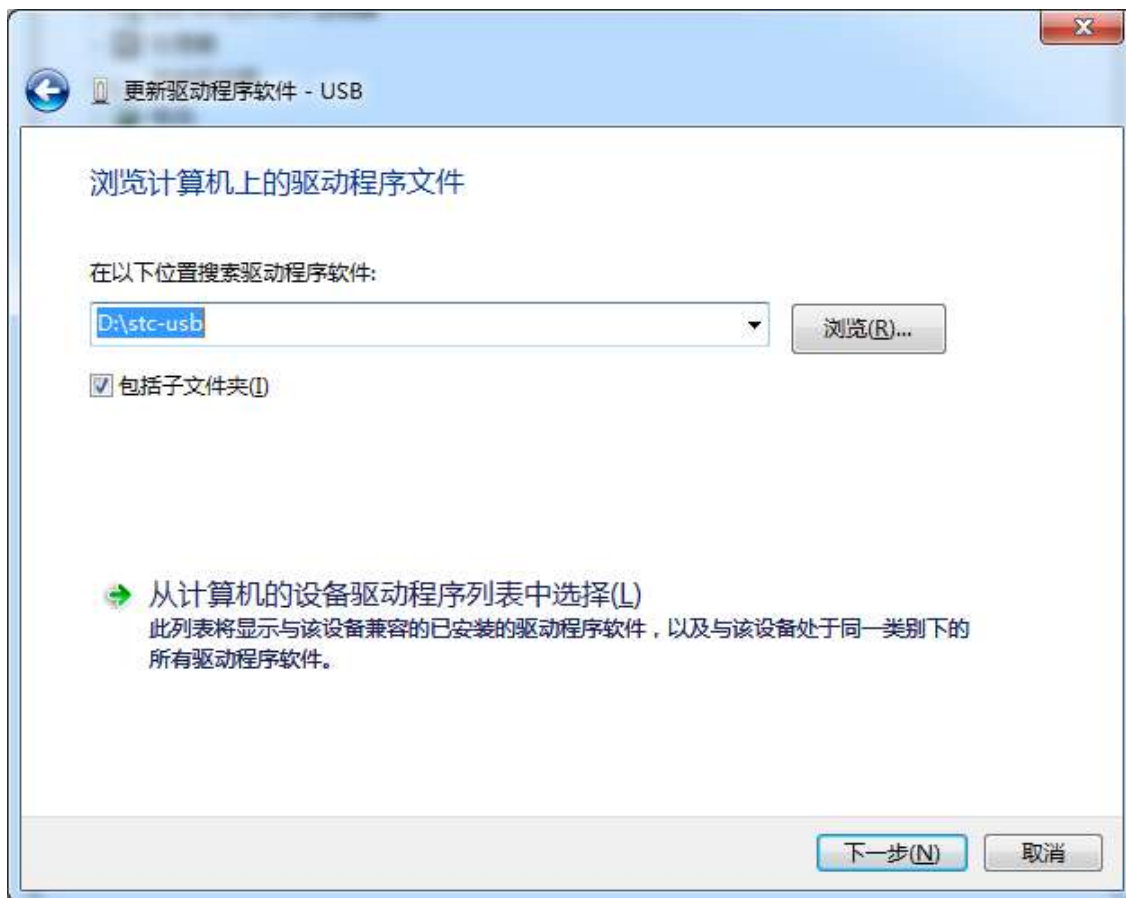 更新驱动程序软件 - USB
浏览计算机上的驱动程序文件
在以下位置搜索驱动程序软件:
D:\stc-usb
浏览(R)...
包括子文件夹(I)
从计算机的设备驱动程序列表中选择(L)
此列表将显示与该设备兼容的已安装的驱动程序软件，以及与该设备处于同一类别下的
所有驱动程序软件。
下一步(N)
取消